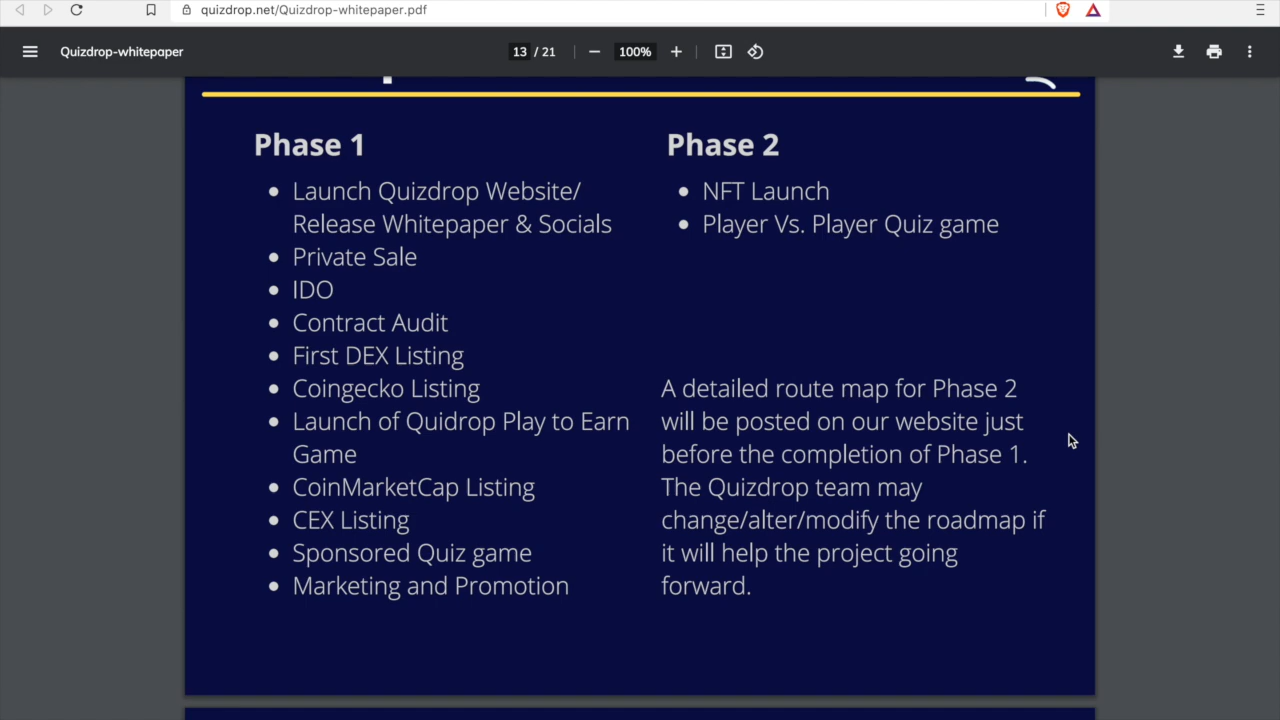 quizdrop.net/Quizdrop-whitepaper.pdf
Quizdrop-whitepaper
13 / 21
100%
Phase 1
Launch Quizdrop Website/
Release Whitepaper & Socials
Private Sale
IDO
Contract Audit
First DEX Listing
Coingecko Listing
Launch of Quidrop Play to Earn
Game
CoinMarketCap Listing
CEX Listing
Sponsored Quiz game
Marketing and Promotion
Phase 2
NFT Launch
Player Vs. Player Quiz game
A detailed route map for Phase 2
will be posted on our website just
before the completion of Phase 1.
The Quizdrop team may
change/alter/modify the roadmap if
it will help the project going
forward.